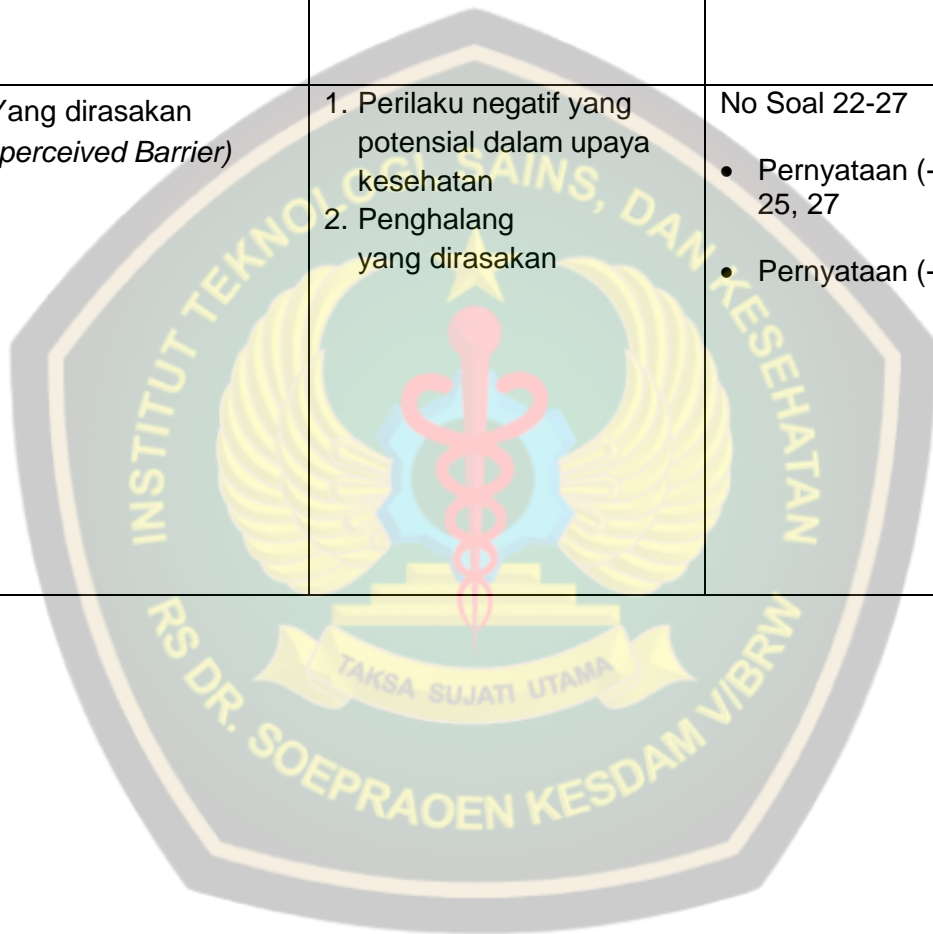 Yang dirasakan
perceived Barrier)
1. Perilaku negatif yang
potensial dalam upaya
kesehatan
2. Penghalang
yang dirasakan
No Soal 22-27
• Pernyataan (-
25, 27
• Pernyataan (-
INSTITUT TEKNOLOGI, SAINS, DAN KESEHATAN
TAKSA SUJATI UTAMA
RS DR. SOEPRAOEN KESDAM V/BRW